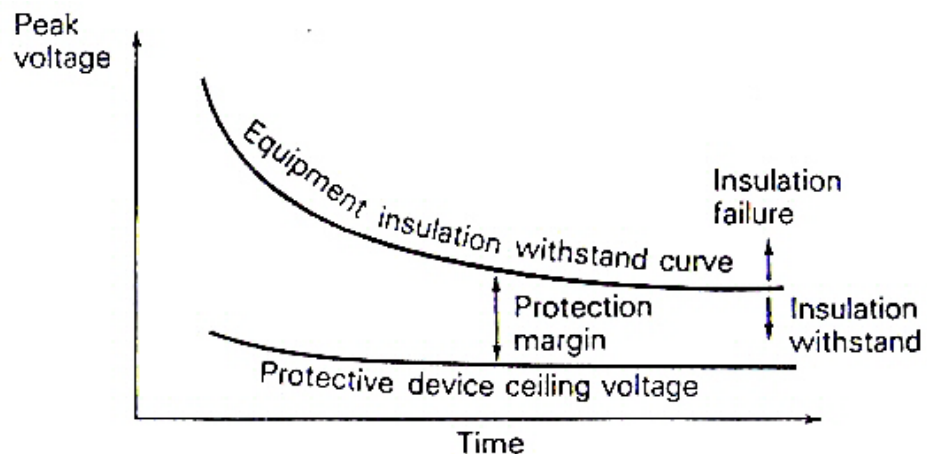 Peak
voltage
Equipment insulation withstand curve
Insulation
failure
Protection
margin
Insulation
withstand
Protective device ceiling voltage
Time